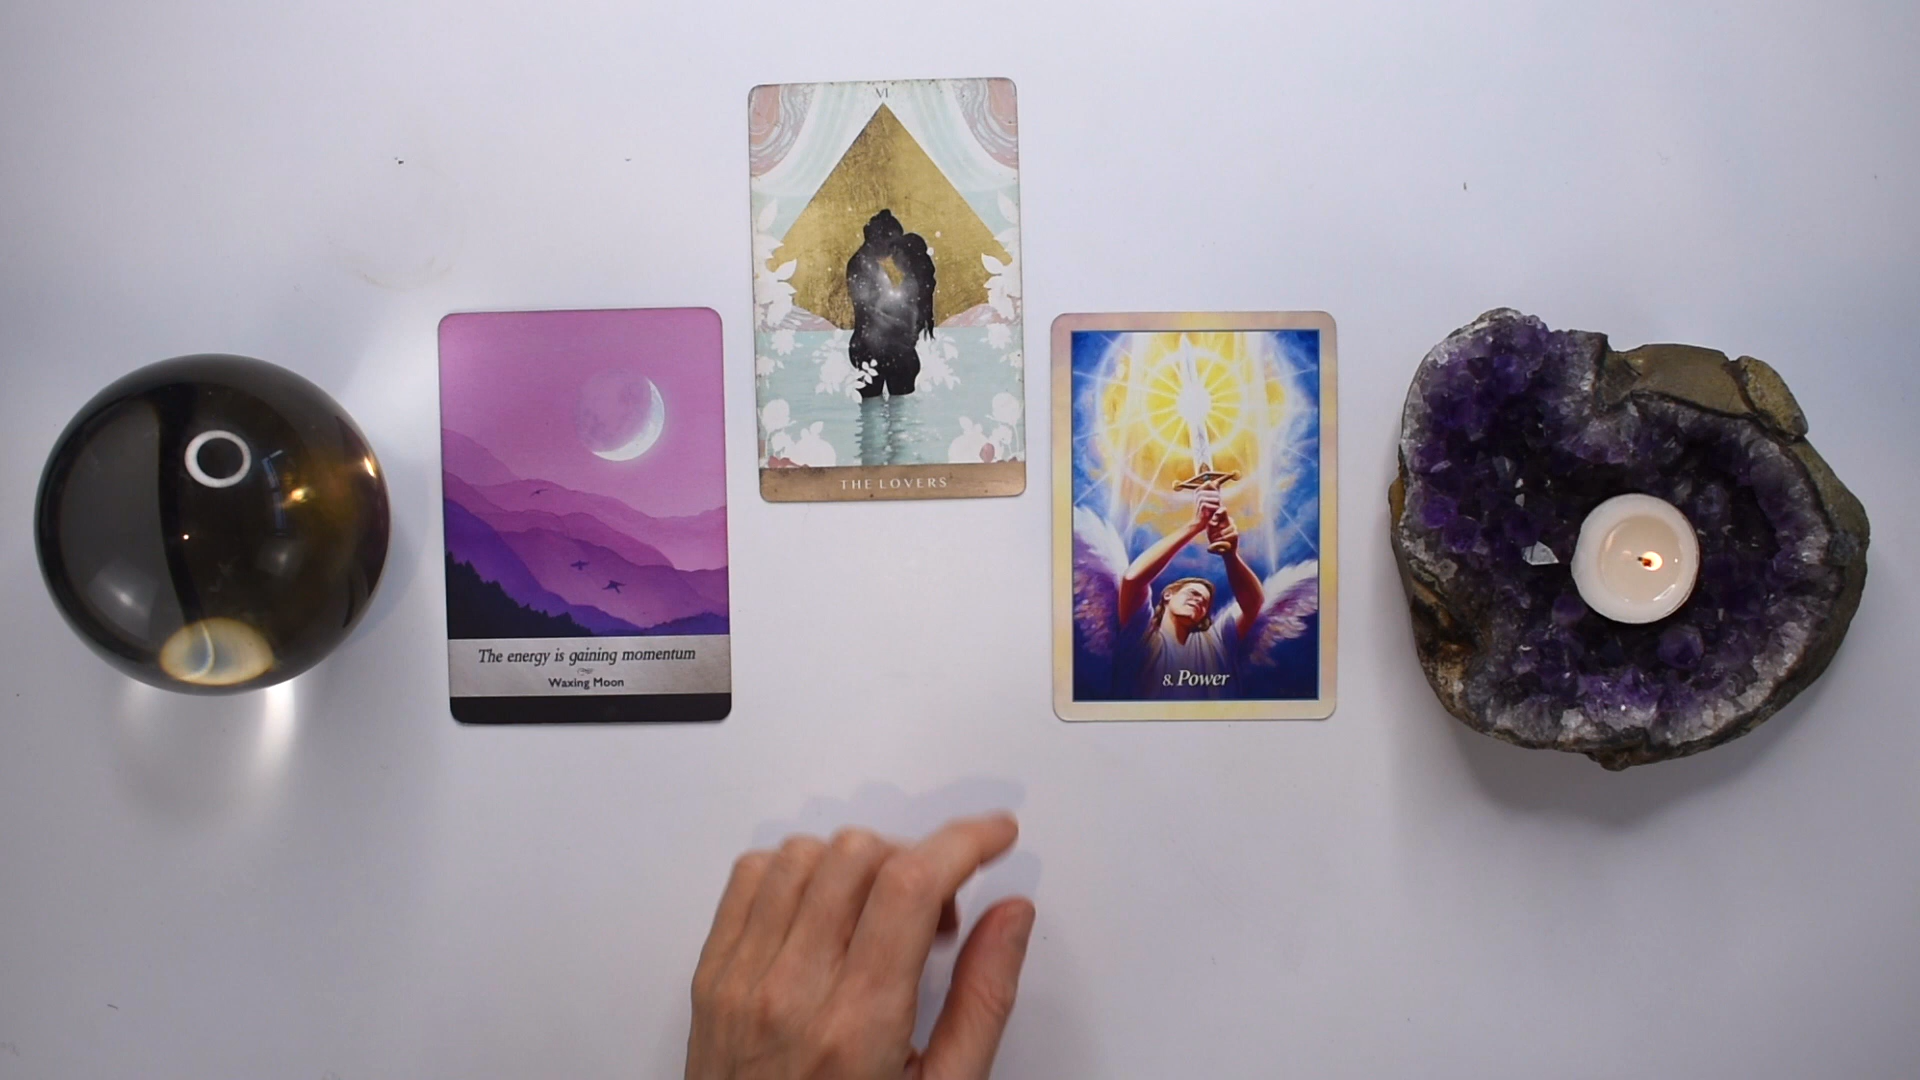 The energy is gaining momentum
Waxing Moon
VI
THE LOVERS
8. Power